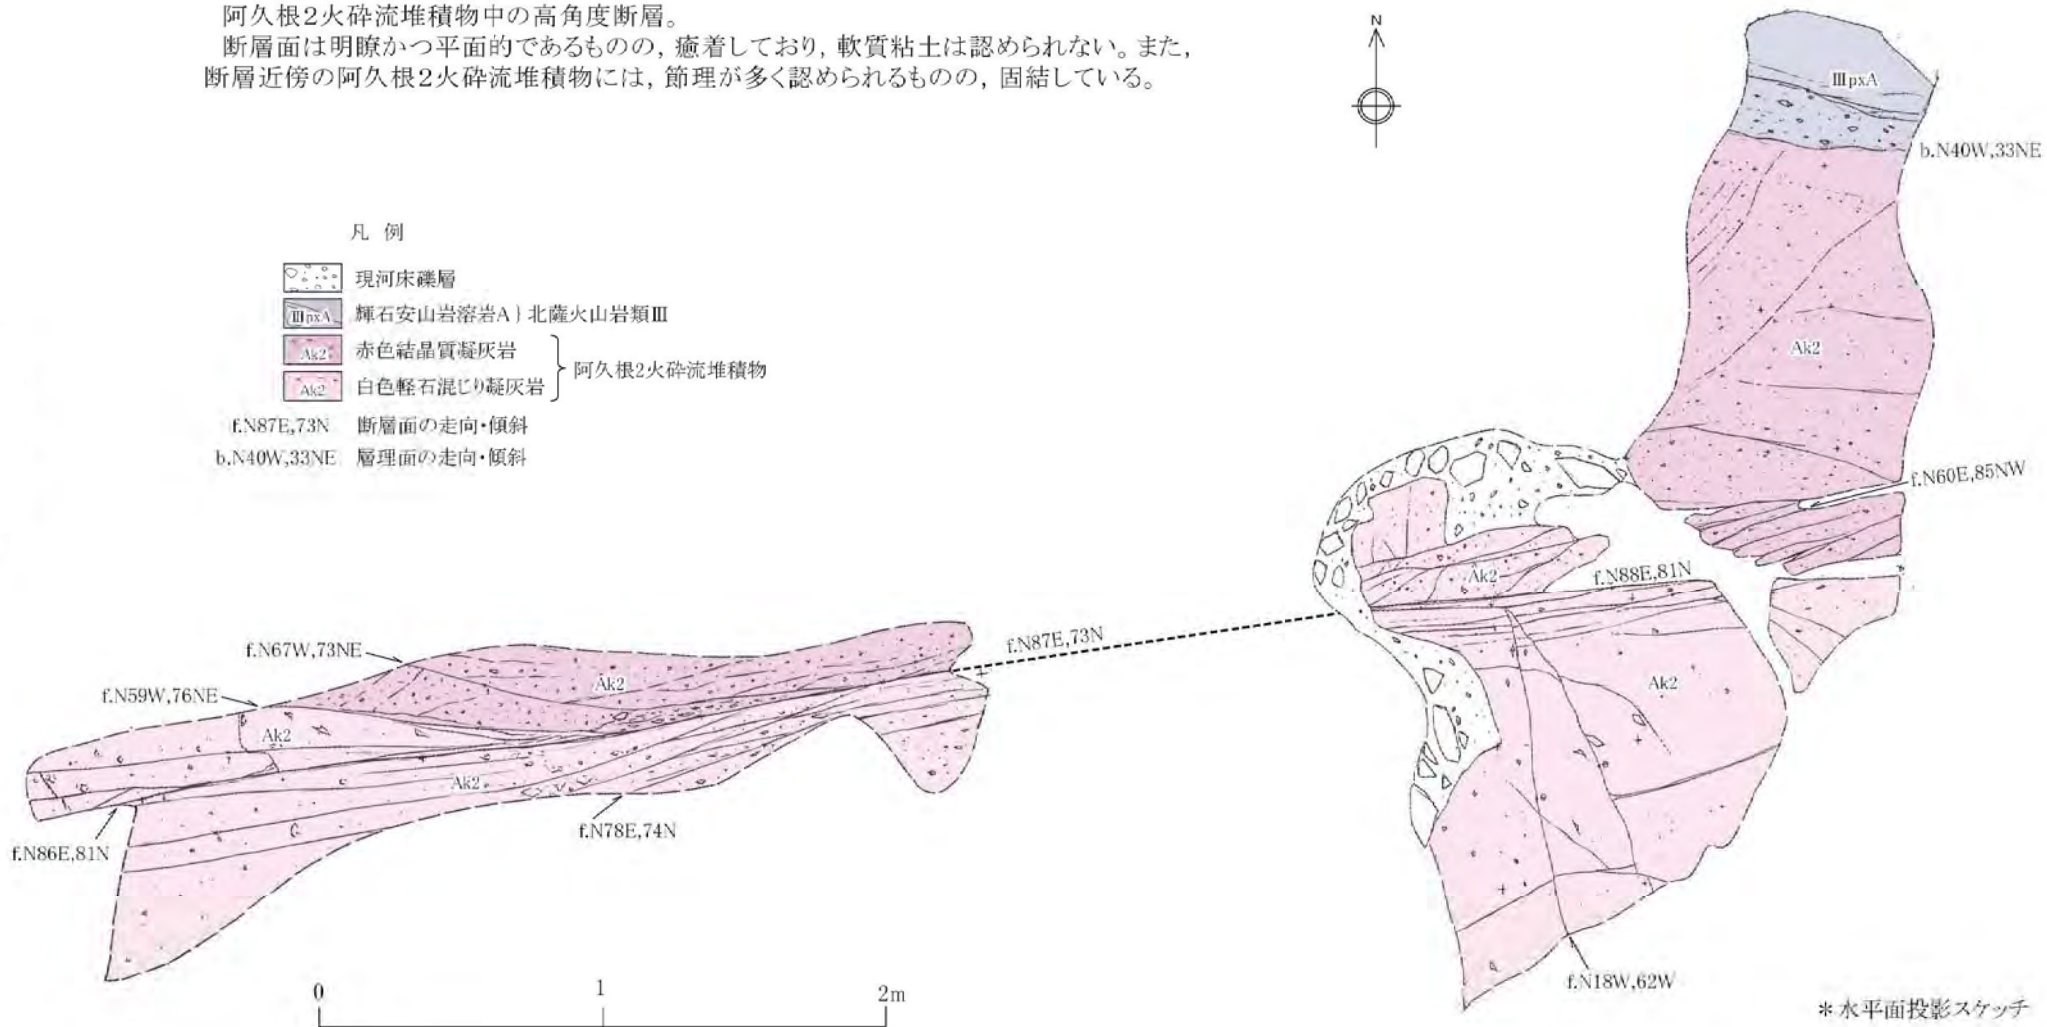 阿久根2火砕流堆積物中の高角度断層。
断層面は明瞭かつ平面的であるものの，癒着しており，軟質粘土は認められない。また，
断層近傍の阿久根2火砕流堆積物には，節理が多く認められるものの，固結している。
N
凡 例
現河床礫層
ⅢpxA 輝石安山岩溶岩A } 北薩火山岩類Ⅲ
Ak2 赤色結晶質凝灰岩
Ak2 白色軽石混じり凝灰岩
阿久根2火砕流堆積物
f.N87E,73N 断層面の走向・傾斜
b.N40W,33NE 層理面の走向・傾斜
ⅢpxA
b.N40W,33NE
Ak2
f.N60E,85NW
Ak2
f.N88E,81N
f.N87E,73N
f.N67W,73NE
Ak2
Ak2
f.N59W,76NE
Ak2
Ak2
f.N78E,74N
f.N86E,81N
f.N18W,62W
0 1 2m
＊水平面投影スケッチ